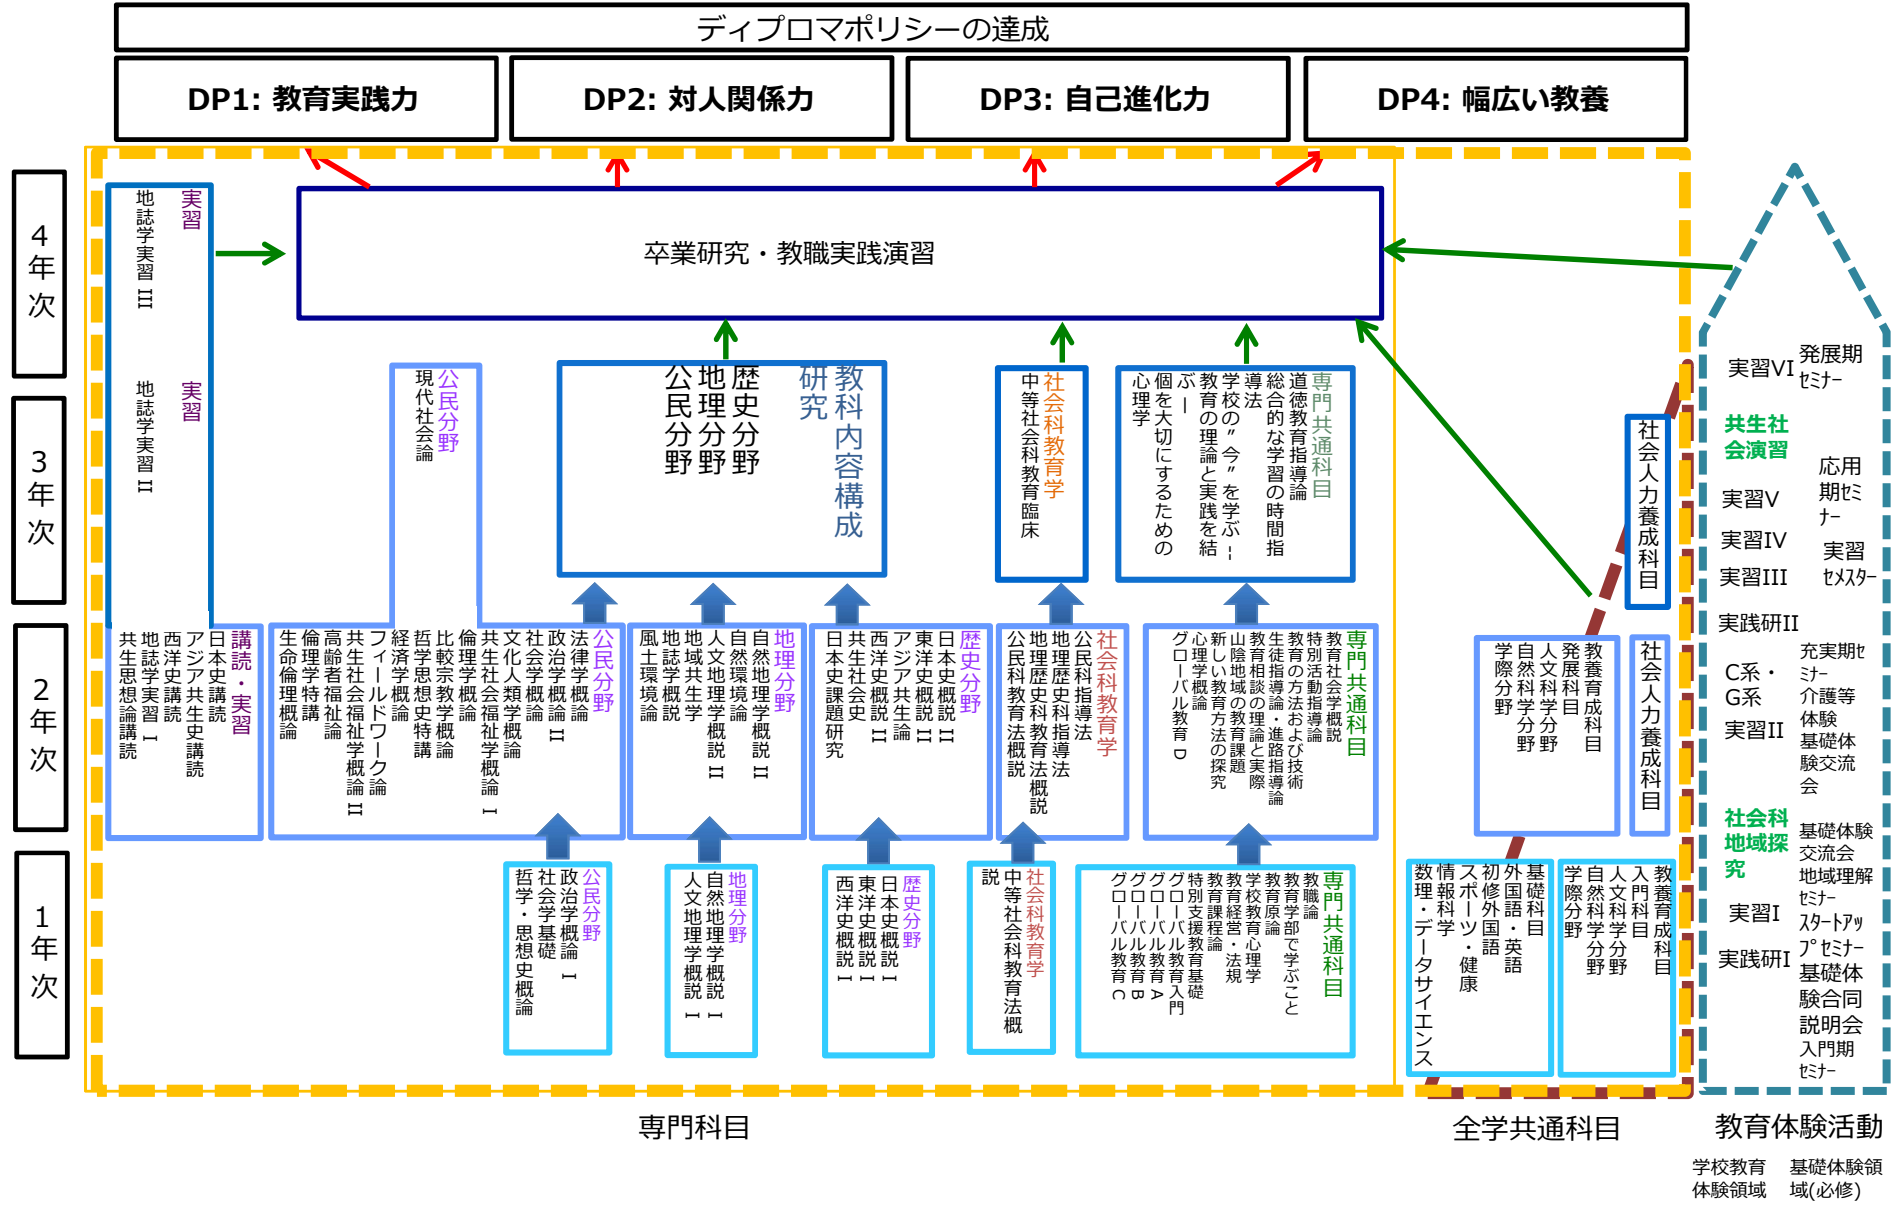 ディプロマポリシーの達成
DP1: 教育実践力
DP2: 対人関係力
DP3: 自己進化力
DP4: 幅広い教養
4年次
3年次
2年次
1年次
卒業研究・教職実践演習
実習
地誌学実習 III
実習
地誌学実習 II
公民分野
現代社会論
教科内容構成
研究
歴史分野
地理分野
公民分野
社会科教育学
中等社会科教育臨床
専門共通科目
道徳教育指導論
総合的な学習の時間指
導法
学校の”今”を学ぶ¦
教育の理論と実践を結
ぶー
個を大切にするための
心理学
社会人力養成科目
講読・実習
日本史講読
アジア共生史講読
西洋史講読
地誌学実習 I
共生思想論講読
公民分野
法律学概論
政治学概論 II
社会学概論
文化人類学概論
共生社会福祉学概論 I
倫理学概論
比較宗教学概論
哲学思想史特講
経済学概論
フィールドワーク論
共生社会福祉学概論 II
高齢者福祉論
倫理学特講
生命倫理概論
地理分野
自然地理学概説 II
自然環境論
人文地理学概説 II
地域共生学
地誌学概説
風土環境論
歴史分野
日本史概説 II
東洋史概説 II
アジア共生論
西洋史概説 II
共生社会史
日本史課題研究
社会科教育学
公民科指導法
地理歴史科指導法
地理歴史科教育法概説
公民科教育法概説
専門共通科目
教育社会学概説
特別活動指導論
教育の方法および技術
生徒指導論・進路指導論
教育相談の理論と実際
山陰地域の教育課題
新しい教育方法の探究
心理学概論
グローバル教育 D
教養育成科目
発展科目
人文科学分野
自然科学分野
学際分野
社会人力養成科目
公民分野
政治学概論 I
社会学基礎
哲学・思想史概論
地理分野
自然地理学概説 I
人文地理学概説 I
歴史分野
日本史概説 I
東洋史概説 I
西洋史概説 I
社会科教育学
中等社会科教育法概
説
専門共通科目
教職論
教育学部で学ぶこと
教育原論
学校教育心理学
教育経営・法規
教育課程論
特別支援教育基礎
グローバル教育入門
グローバル教育 A
グローバル教育 B
グローバル教育 C
基礎科目
外国語・英語
初修外国語
スポーツ・健康
情報科学
数理・データサイエンス
教養育成科目
入門科目
人文科学分野
自然科学分野
学際分野
実習VI
共生社
会演習
実習V
実習IV
実習III
実践研II
C系・
G系
実習II
社会科
地域探
究
実習I
実践研I
発展期
ｾﾐﾅｰ
応用
期ｾﾐ
ﾅｰ
実習
ｾﾒｽﾀｰ
充実期ｾ
ﾐﾅｰ
介護等
体験
基礎体
験交流
会
基礎体験
交流会
地域理解
ｾﾐﾅｰ
ｽﾀｰﾄｱｯ
ﾌﾟｾﾐﾅｰ
基礎体
験合同
説明会
入門期
ｾﾐﾅｰ
専門科目
全学共通科目
教育体験活動
学校教育
体験領域
基礎体験領
域(必修)